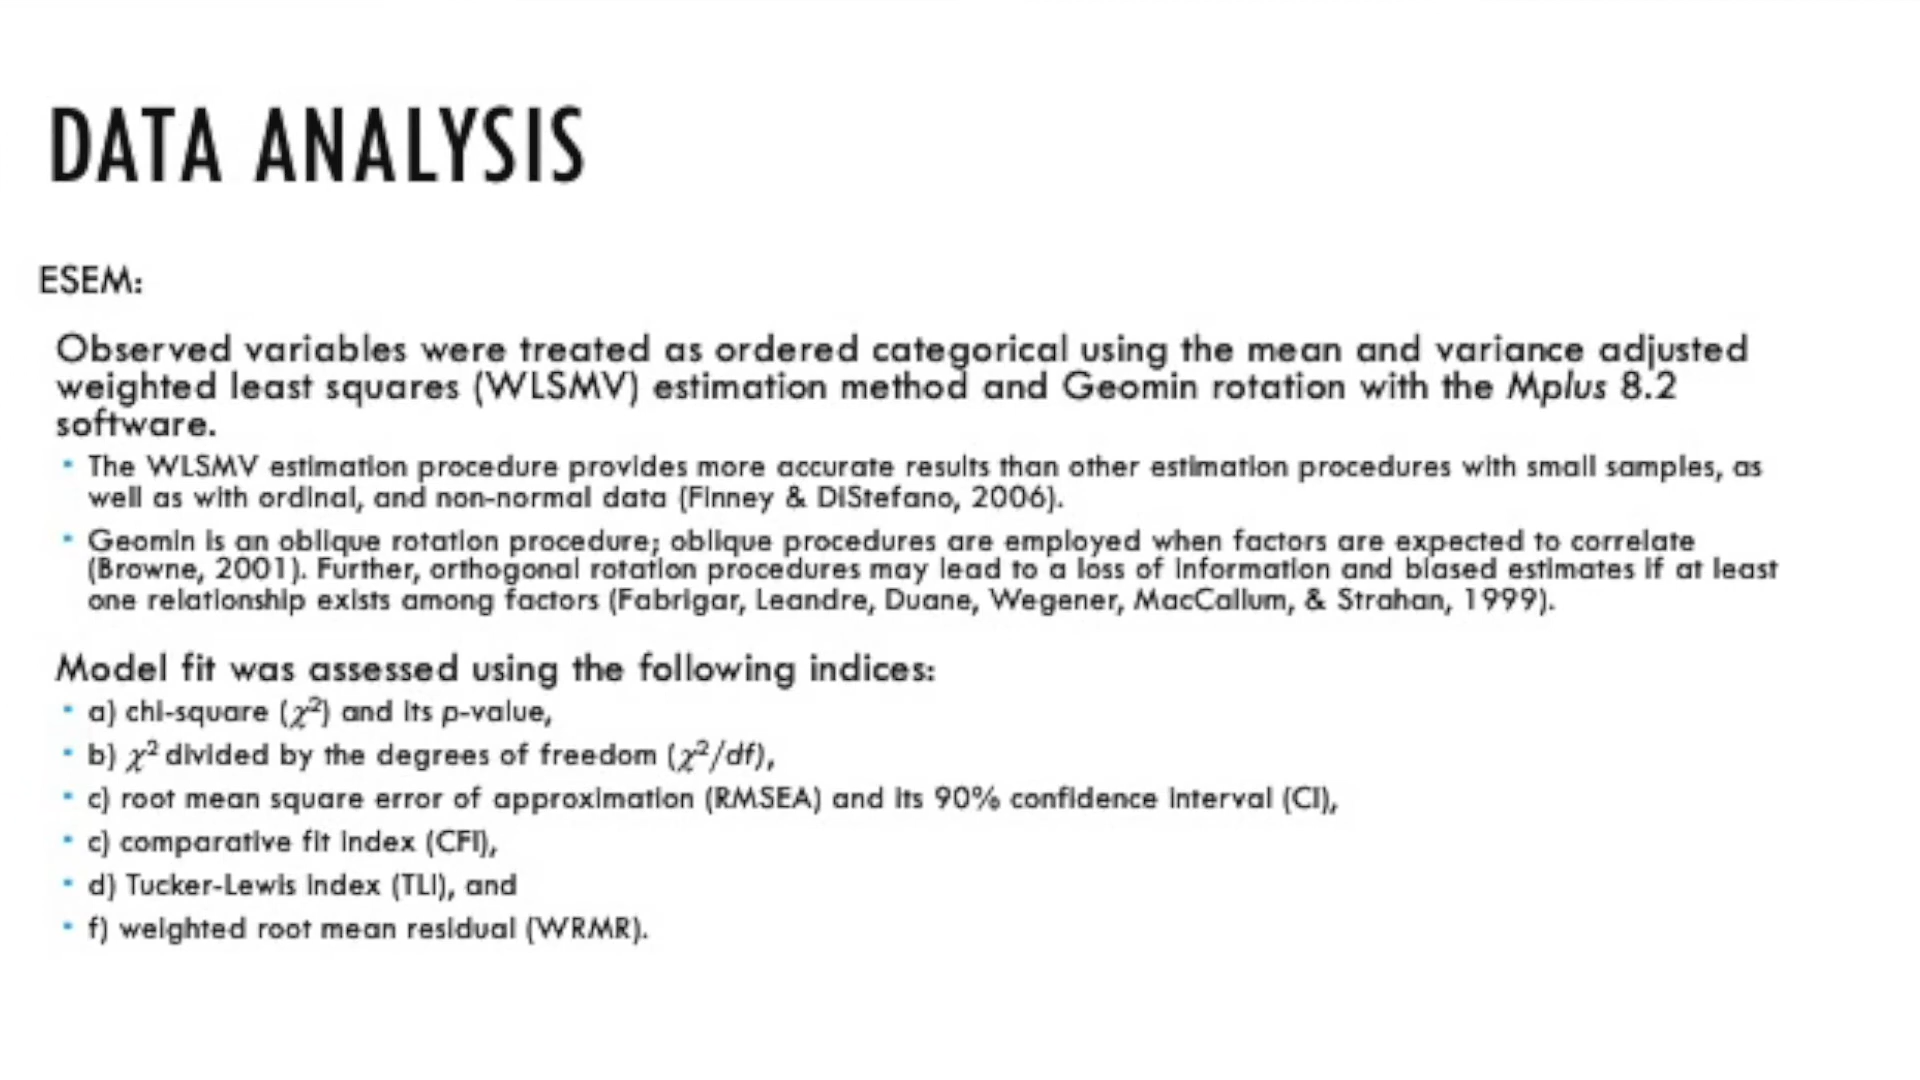 DATA ANALYSIS
ESEM:
Observed variables were treated as ordered categorical using the mean and variance adjusted
weighted least squares (WLSMV) estimation method and Geomin rotation with the Mplus 8.2
software.
• The WLSMV estimation procedure provides more accurate results than other estimation procedures with small samples, as
well as with ordinal, and non-normal data (Finney & DiStefano, 2006).
• Geomin is an oblique rotation procedure; oblique procedures are employed when factors are expected to correlate
(Browne, 2001). Further, orthogonal rotation procedures may lead to a loss of information and biased estimates if at least
one relationship exists among factors (Fabrigar, Leandre, Duane, Wegener, MacCallum, & Strahan, 1999).
Model fit was assessed using the following indices:
• a) chi-square (χ²) and its p-value,
• b) χ² divided by the degrees of freedom (χ²/df),
• c) root mean square error of approximation (RMSEA) and its 90% confidence interval (CI),
• c) comparative fit index (CFI),
• d) Tucker-Lewis index (TLI), and
• f) weighted root mean residual (WRMR).